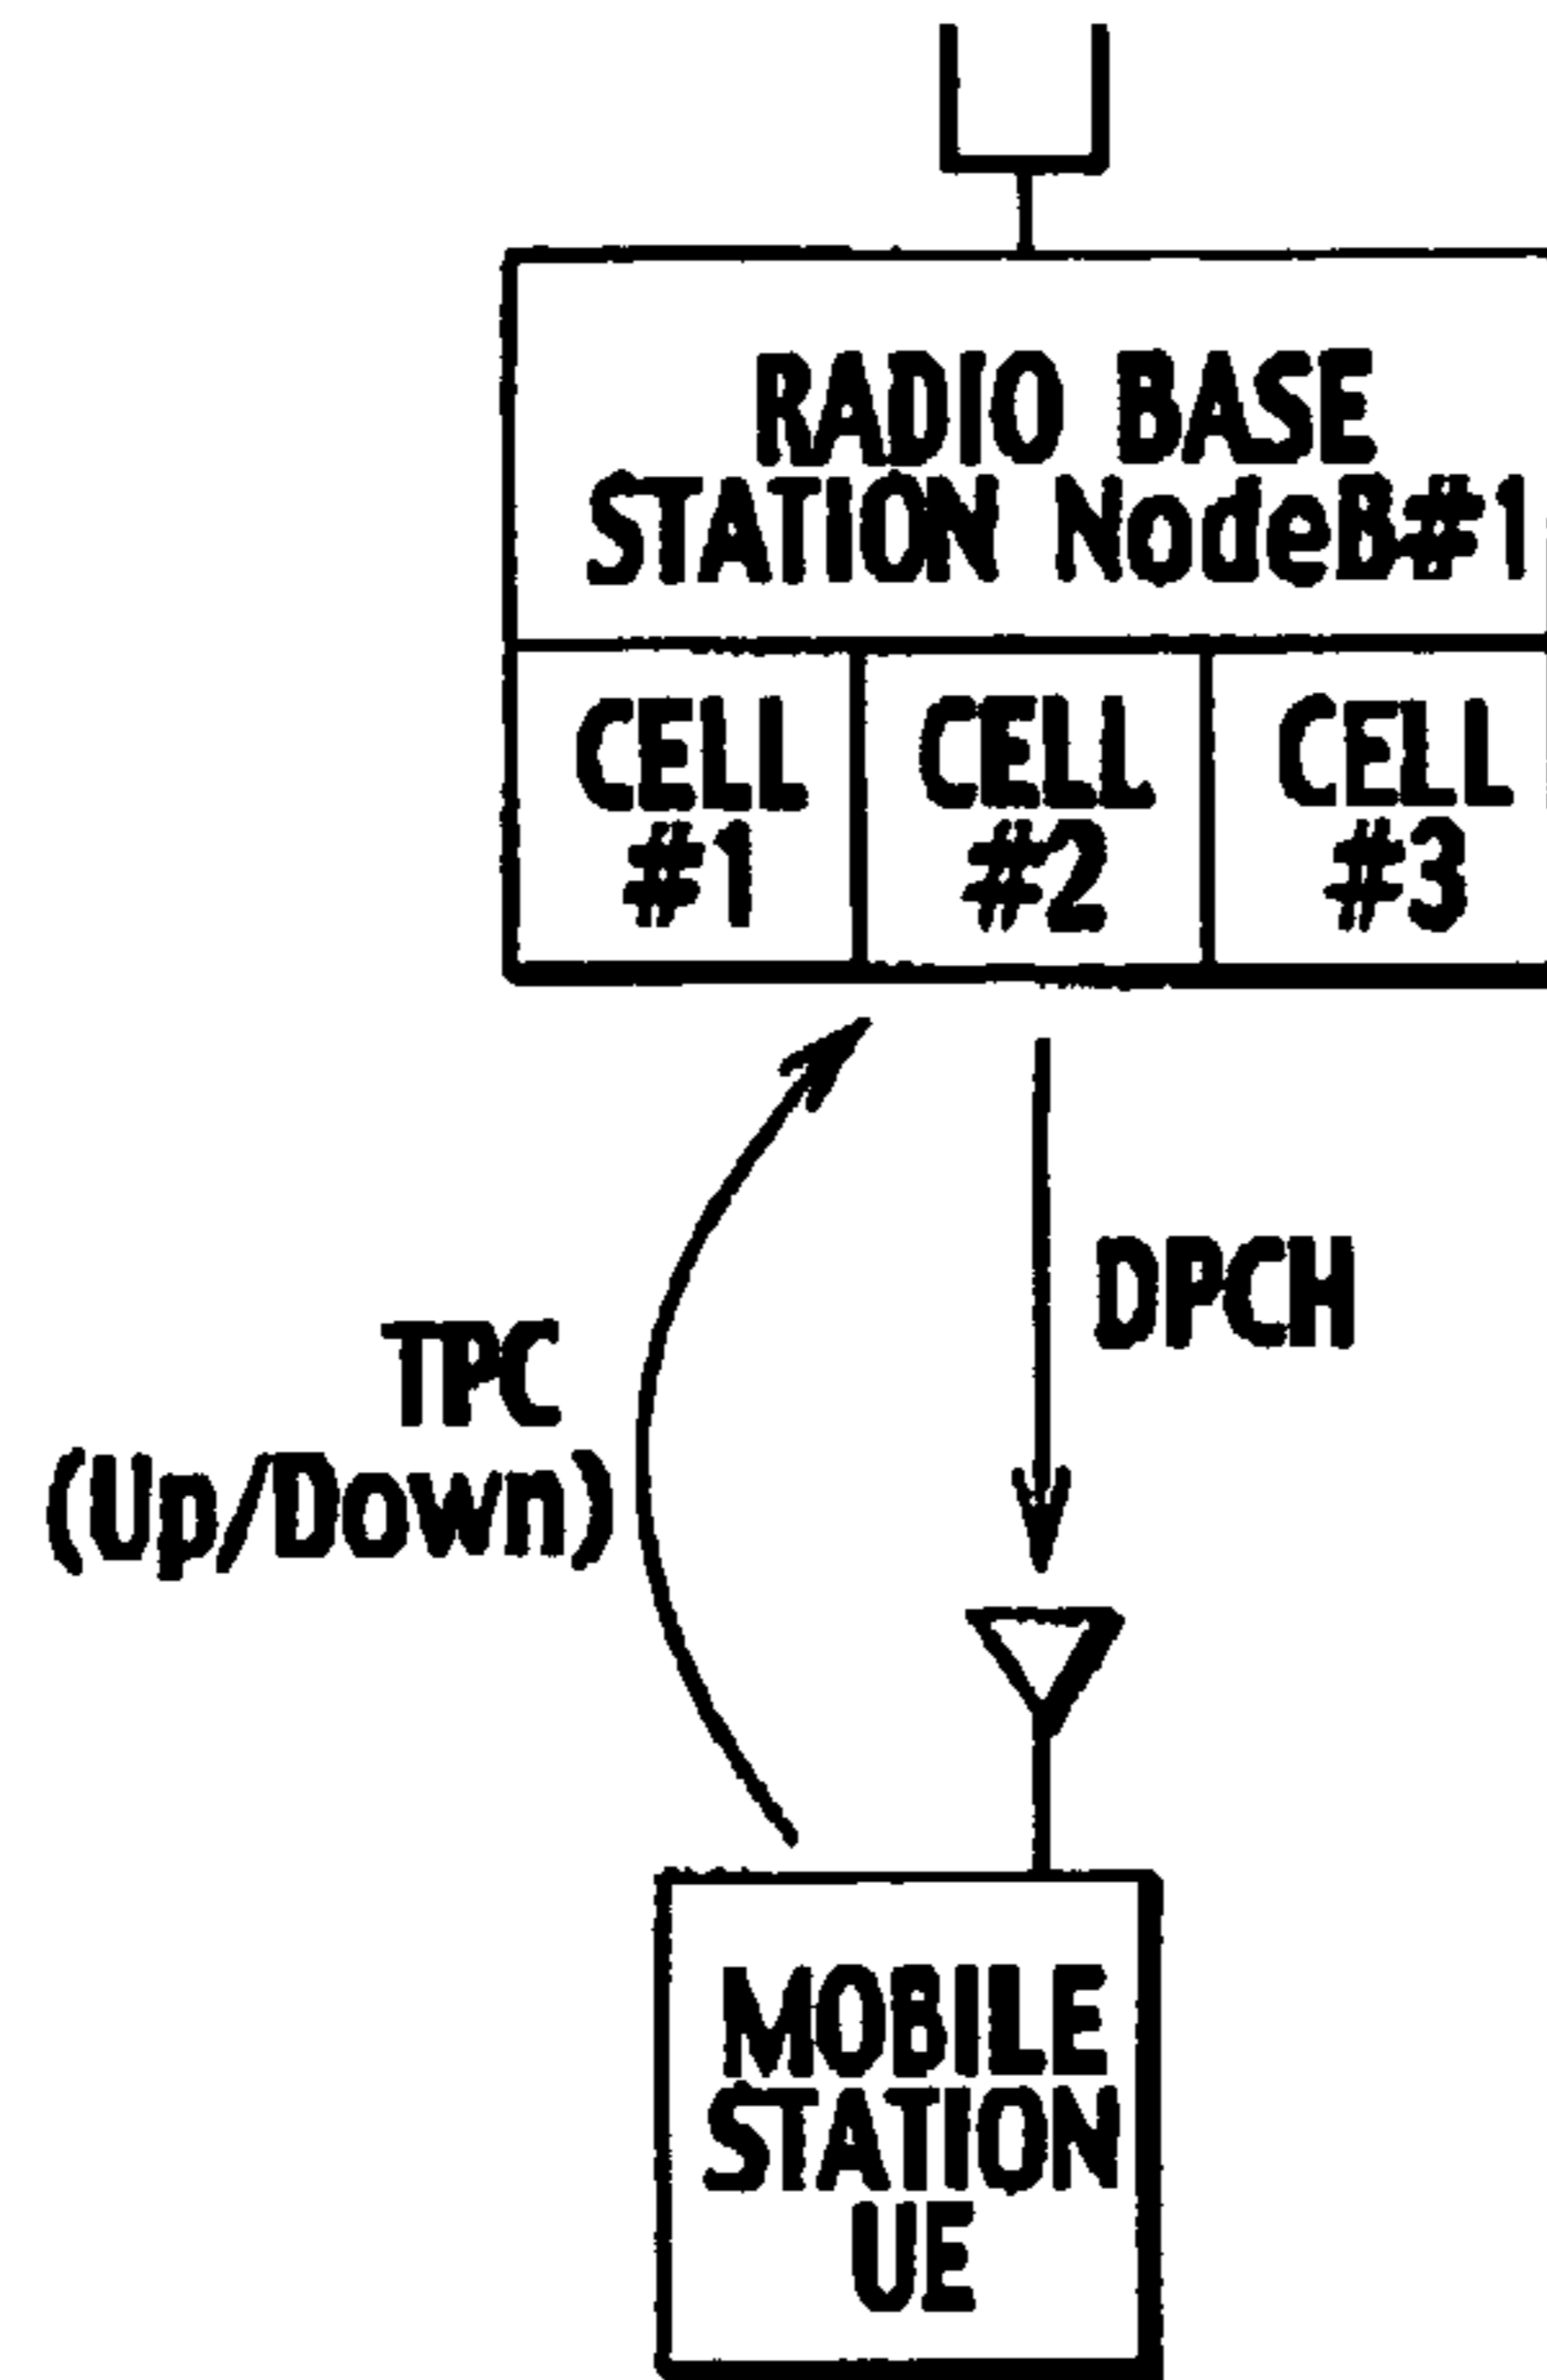 RADIO BASE
STATION NodeB#1
CELL
#1
CELL
#2
CELL
#3
DPCH
TPC
(Up/Down)
MOBILE
STATION
UE